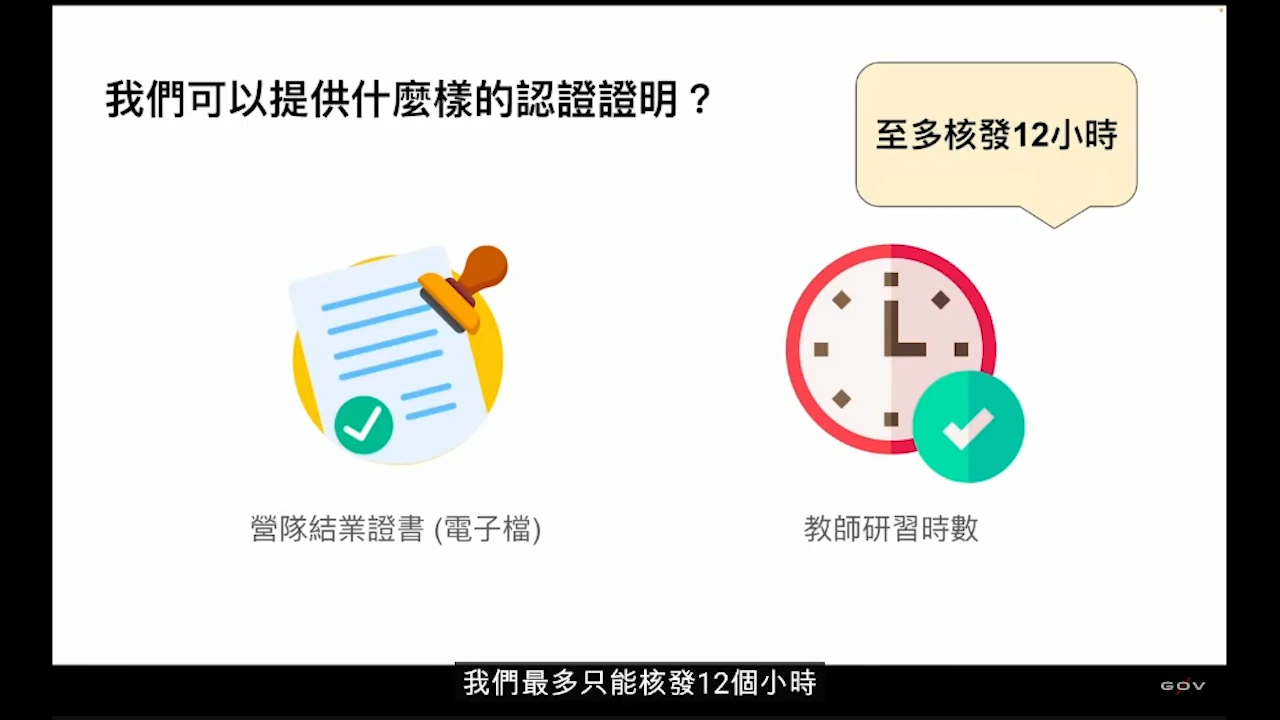 我們可以提供什麼樣的認證證明？
至多核發12小時
營隊結業證書 (電子檔)
教師研習時數
我們最多只能核發12個小時
GOV